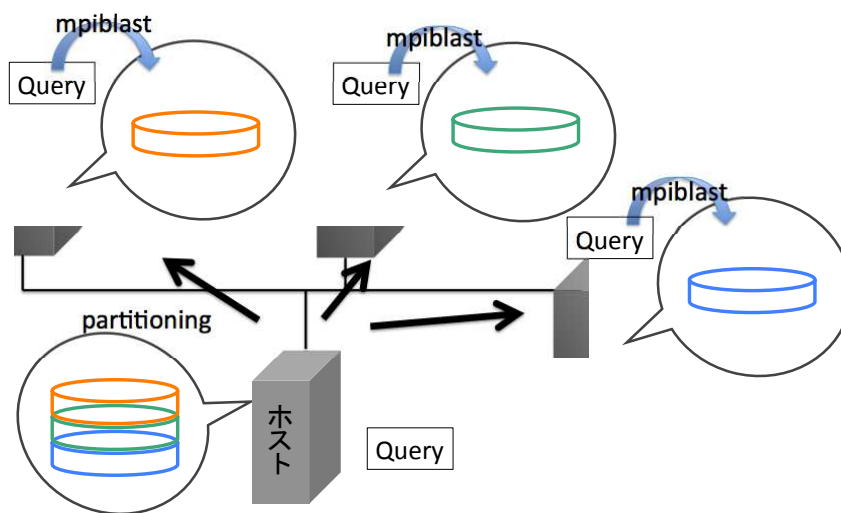 mpiblast
Query
mpiblast
Query
mpiblast
Query
partitioning
ホスト
Query